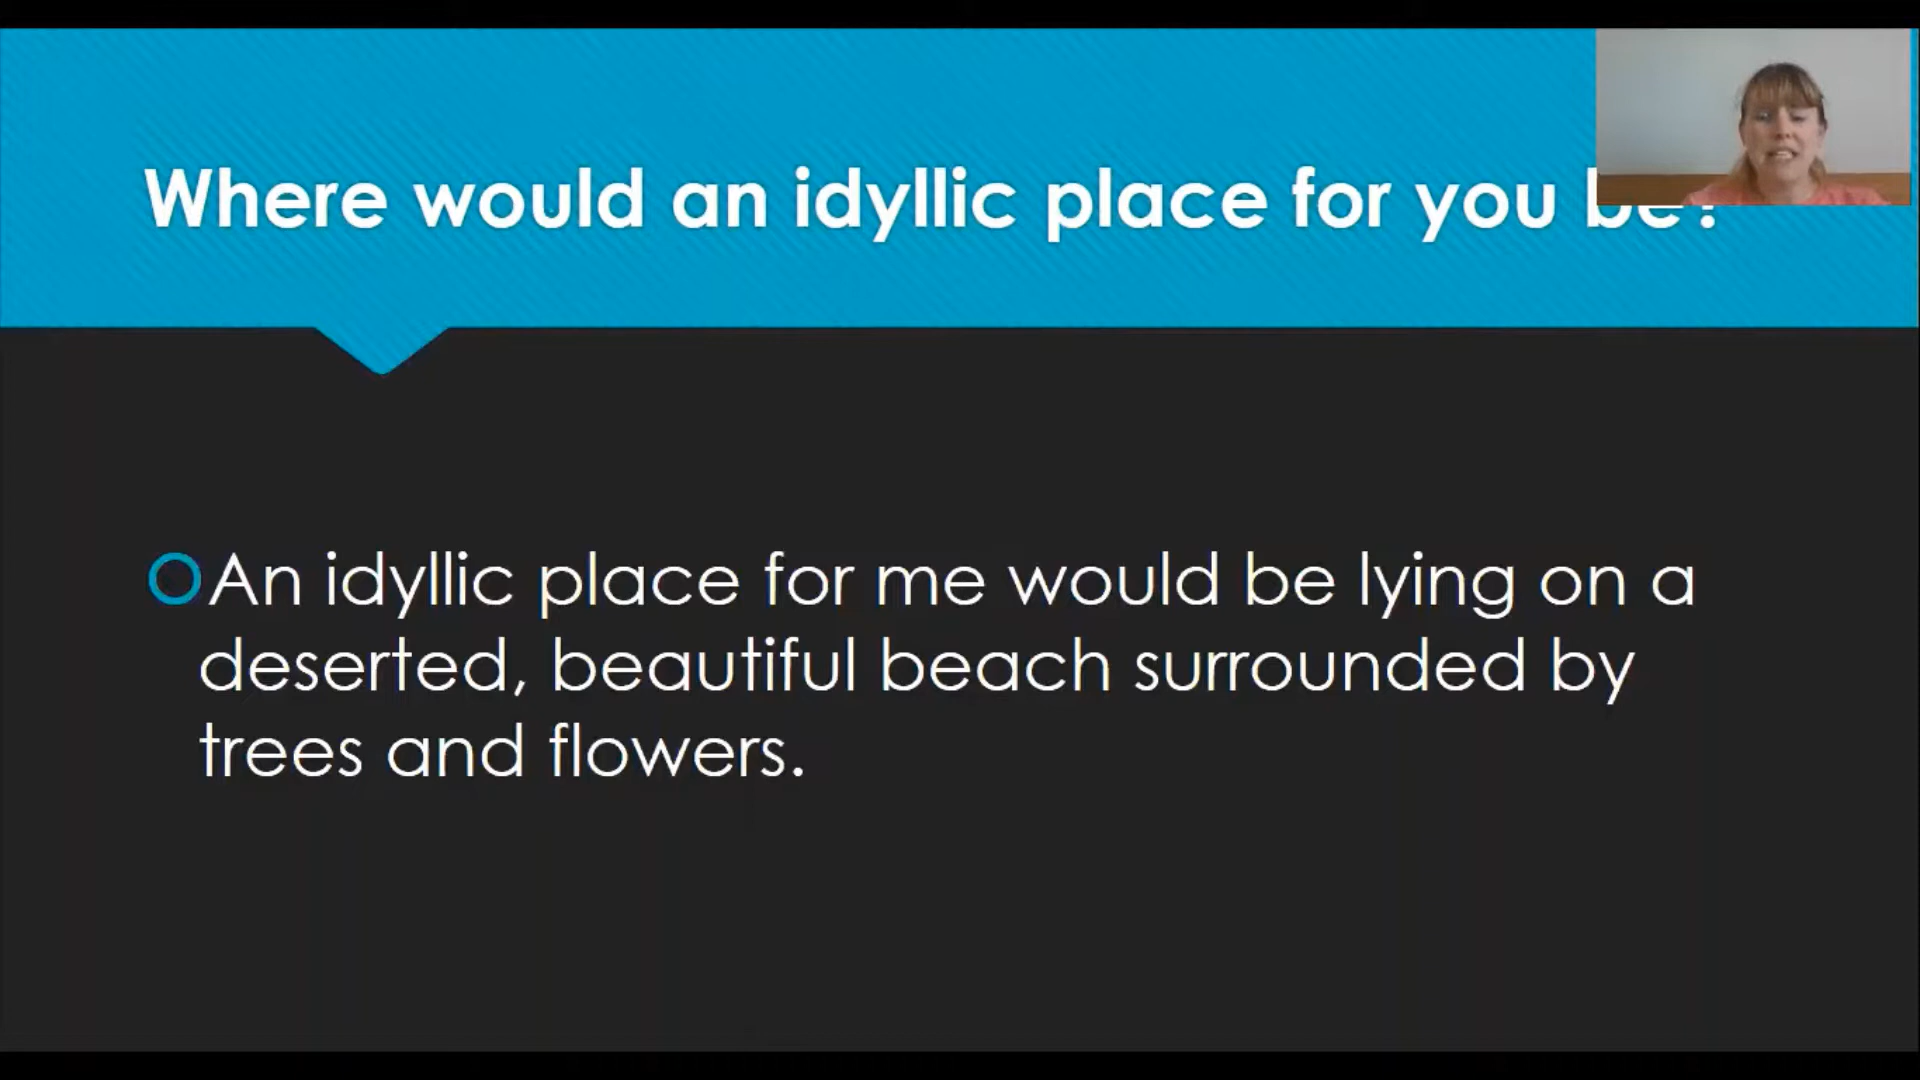 Where would an idyllic place for you be?
An idyllic place for me would be lying on a
deserted, beautiful beach surrounded by
trees and flowers.